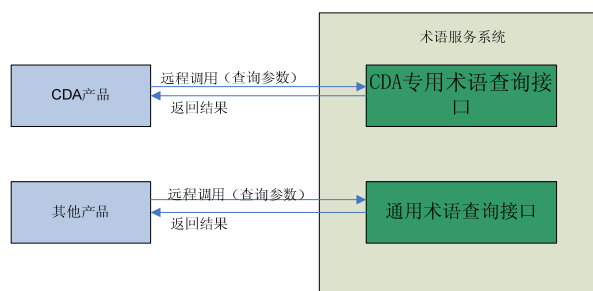 术语服务系统
CDA产品
远程调用（查询参数）
返回结果
CDA专用术语查询接
口
其他产品
远程调用（查询参数）
返回结果
通用术语查询接口